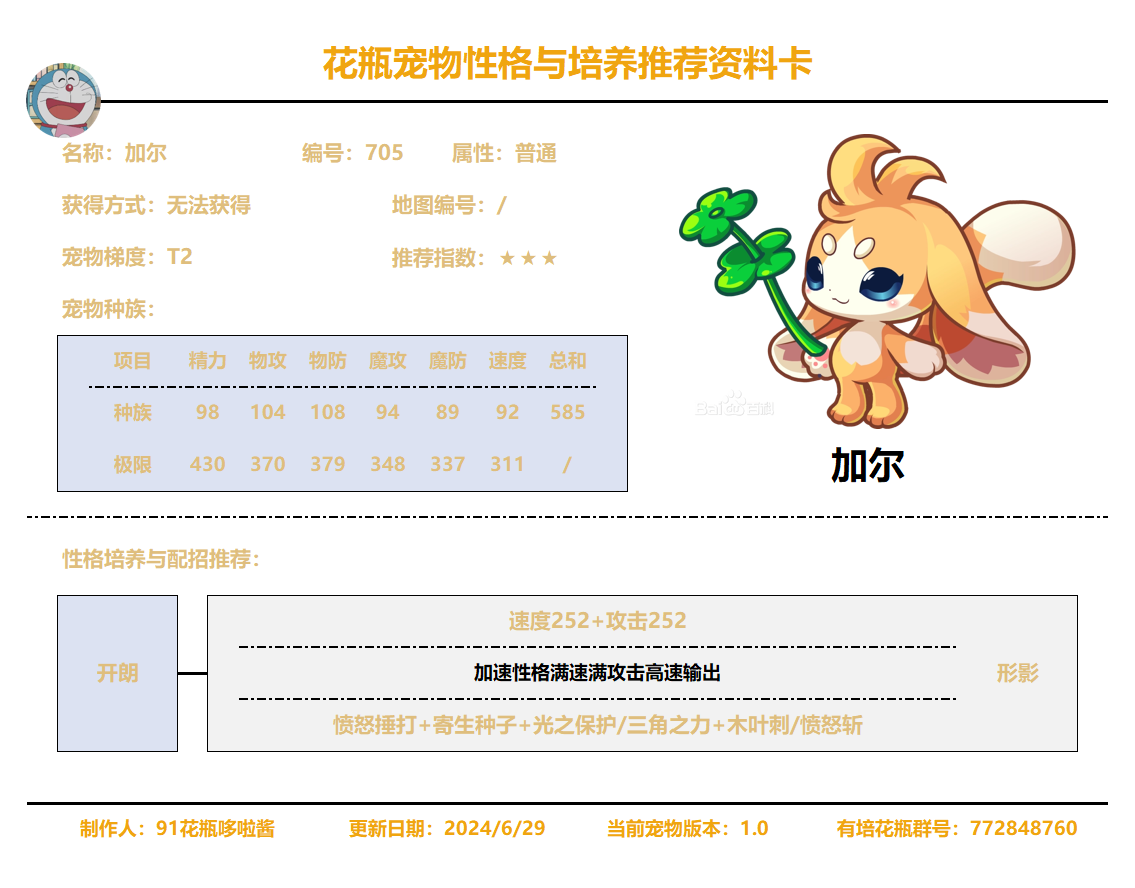 花瓶宠物性格与培养推荐资料卡
名称：加尔 编号：705 属性：普通
获得方式：无法获得 地图编号：/
宠物梯度：T2 推荐指数：★★★
宠物种族：
项目 精力 物攻 物防 魔攻 魔防 速度 总和
种族 98 104 108 94 89 92 585
极限 430 370 379 348 337 311 /
Bai百科
加尔
性格培养与配招推荐：
速度252+攻击252
开朗 加速性格满速满攻击高速输出 形影
愤怒捶打+寄生种子+光之保护/三角之力+木叶刺/愤怒斩
制作人：91花瓶哆啦酱 更新日期：2024/6/29 当前宠物版本：1.0 有培花瓶群号：772848760